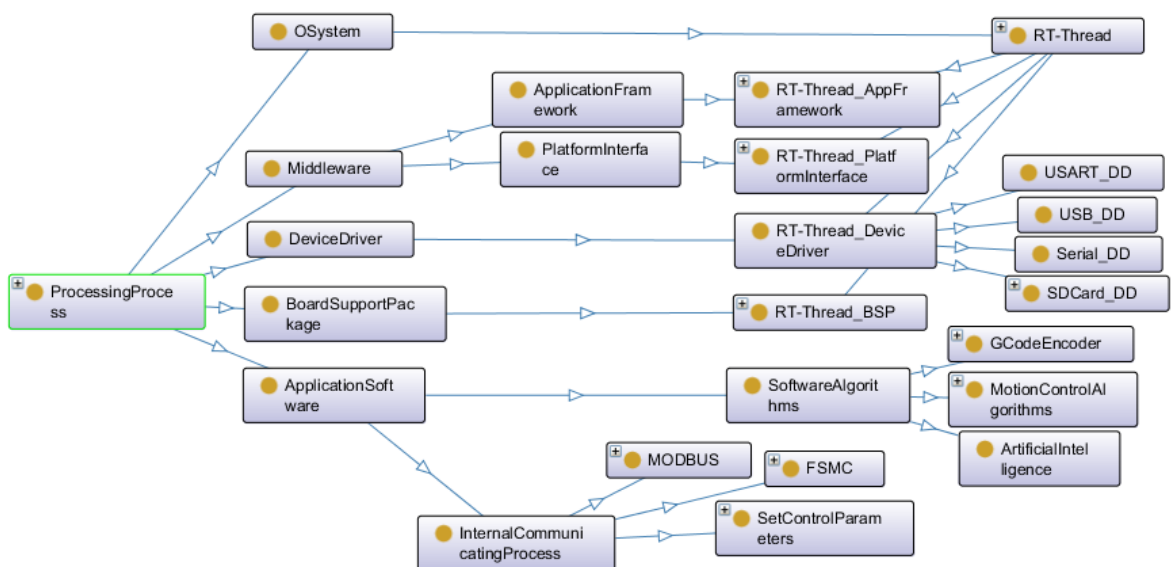 OSystem
RT-Thread
ApplicationFram
ework
RT-Thread_AppFr
amework
Middleware
PlatformInterfa
ce
RT-Thread_Platf
ormInterface
USART_DD
USB_DD
DeviceDriver
RT-Thread_Devic
eDriver
Serial_DD
SDCard_DD
ProcessingProce
ss
BoardSupportPac
kage
RT-Thread_BSP
GCodeEncoder
ApplicationSoft
ware
SoftwareAlgorit
hms
MotionControlAl
gorithms
ArtificialIntel
ligence
MODBUS
FSMC
SetControlParam
eters
InternalCommuni
catingProcess